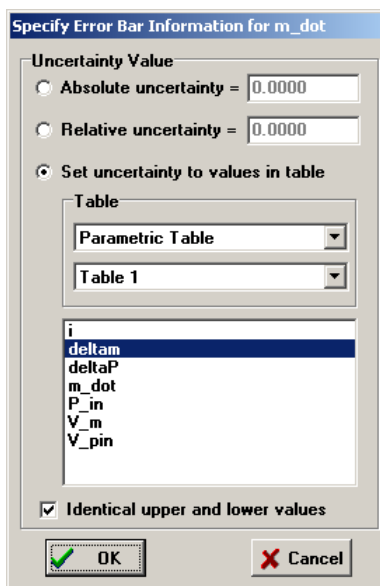 Specify Error Bar Information for m_dot
Uncertainty Value
Absolute uncertainty = 0.0000
Relative uncertainty = 0.0000
Set uncertainty to values in table
Table
Parametric Table
Table 1
i
deltam
deltaP
m_dot
P_in
V_m
V_pin
Identical upper and lower values
OK Cancel